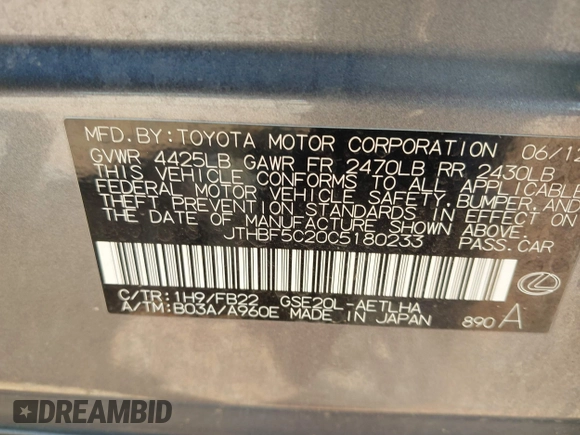 MFD. BY: TOYOTA MOTOR CORPORATION 06/12
GVWR 4425LB GAWR FR 2470LB RR 2430LB
THIS VEHICLE CONFORMS TO ALL APPLICABLE
FEDERAL MOTOR VEHICLE SAFETY, BUMPER, AND
THEFT PREVENTION STANDARDS IN EFFECT ON
THE DATE OF MANUFACTURE SHOWN ABOVE.
JTHBF5C20C5180233 PASS.CAR
C/TR: 1H9/FB22 GSE20L-AETLHA
A/TM: B03A/A960E MADE IN JAPAN 890 A
DREAMBID